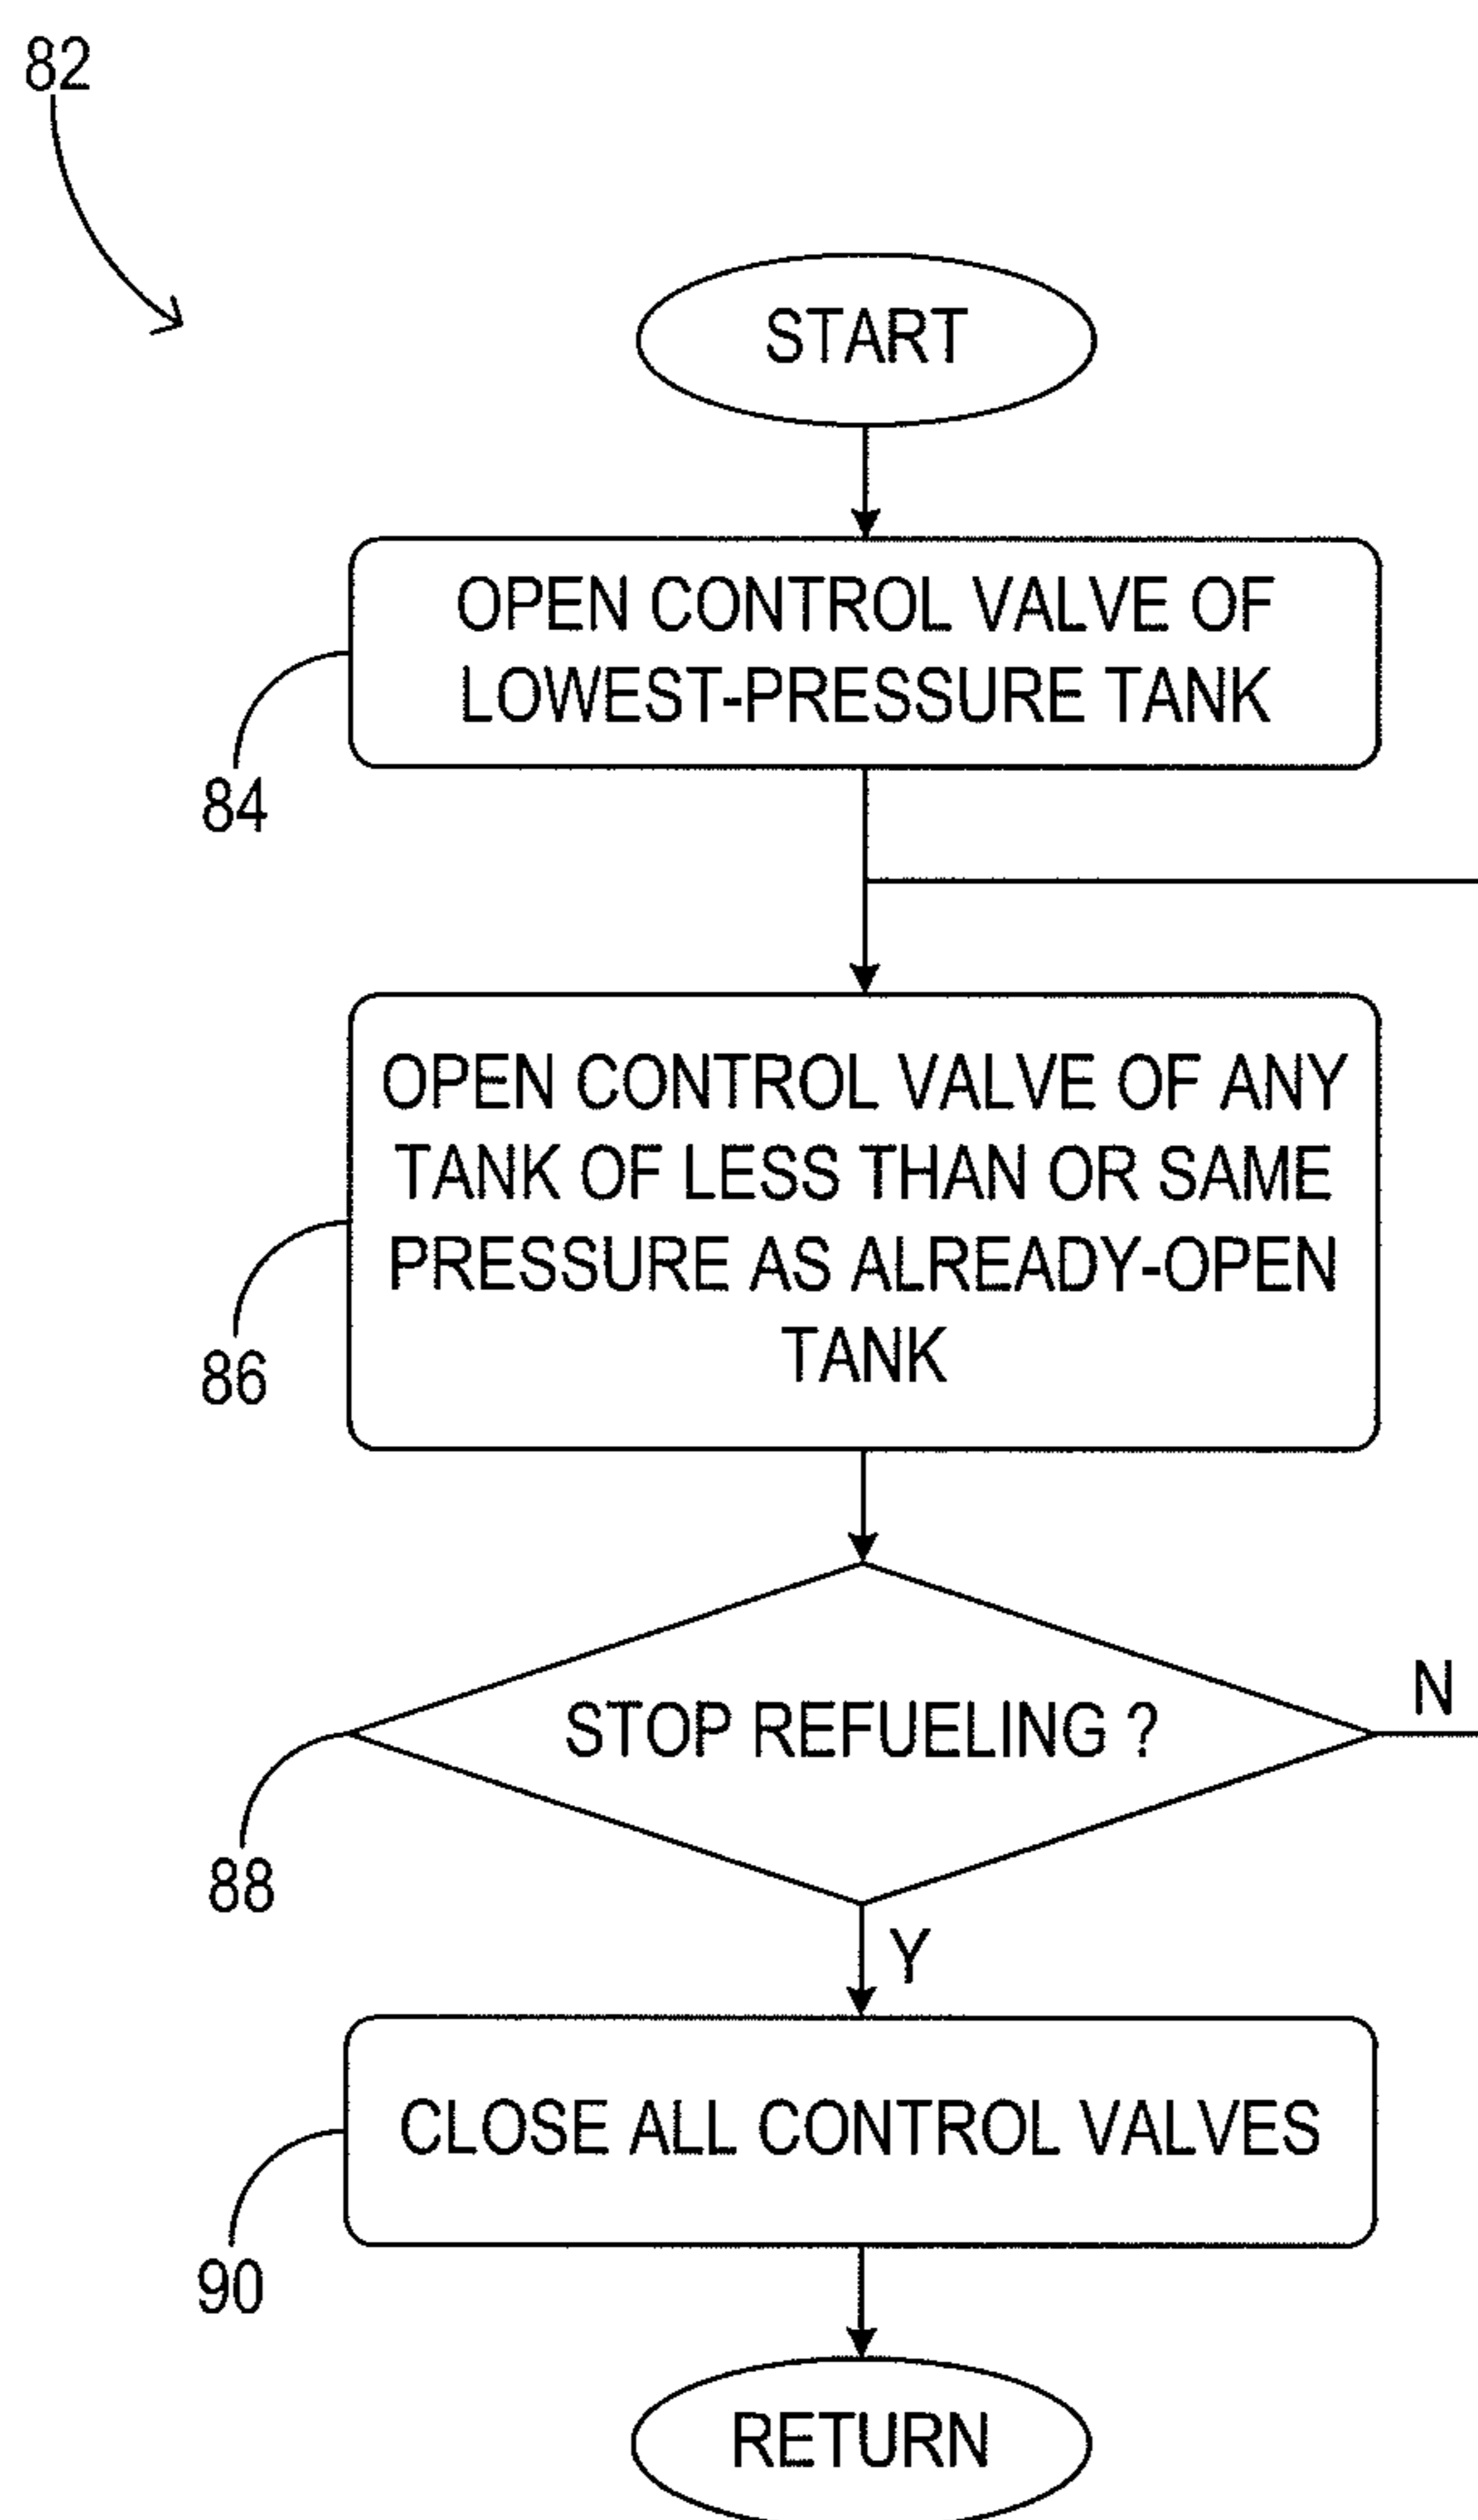 82
START
OPEN CONTROL VALVE OF
LOWEST-PRESSURE TANK
84
OPEN CONTROL VALVE OF ANY
TANK OF LESS THAN OR SAME
PRESSURE AS ALREADY-OPEN
TANK
86
N
STOP REFUELING ?
88
Y
CLOSE ALL CONTROL VALVES
90
RETURN